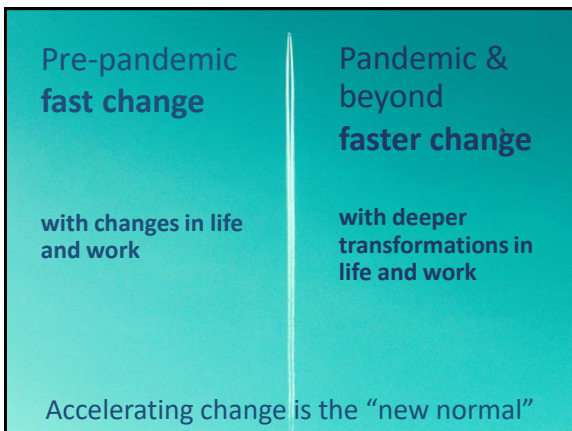 Pre-pandemic
fast change
with changes in life
and work
Pandemic &
beyond
faster change
with deeper
transformations in
life and work
Accelerating change is the “new normal”